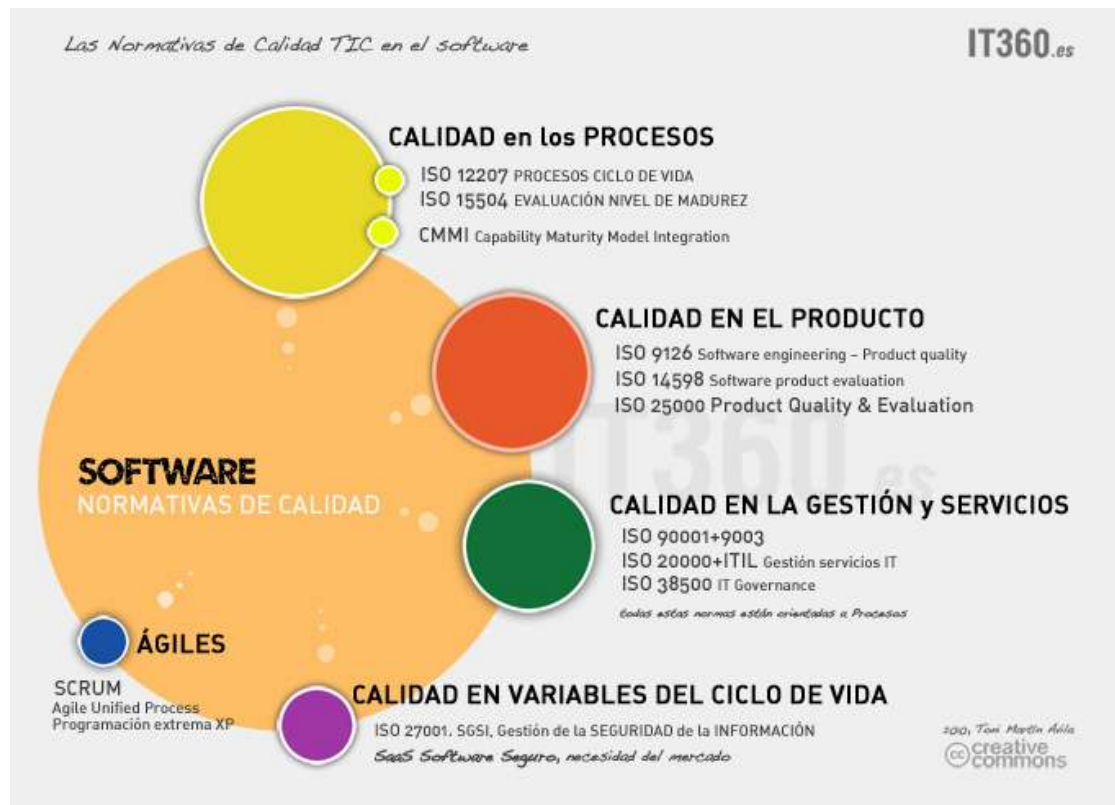 Las Normativas de Calidad TIC en el software
IT360.es
CALIDAD en los PROCESOS
ISO 12207 PROCESOS CICLO DE VIDA
ISO 15504 EVALUACIÓN NIVEL DE MADUREZ
CMMI Capability Maturity Model Integration
CALIDAD EN EL PRODUCTO
ISO 9126 Software engineering – Product quality
ISO 14598 Software product evaluation
ISO 25000 Product Quality & Evaluation
IT360.es
SOFTWARE
NORMATIVAS DE CALIDAD
CALIDAD EN LA GESTIÓN y SERVICIOS
ISO 90001+9003
ISO 20000+ITIL Gestión servicios IT
ISO 38500 IT Governance
todas estas normas están orientadas a Procesos
ÁGILES
SCRUM
Agile Unified Process
Programación extrema XP
CALIDAD EN VARIABLES DEL CICLO DE VIDA
ISO 27001. SGSI, Gestión de la SEGURIDAD de la INFORMACIÓN
SaaS Software Seguro, necesidad del mercado
2010, Toni Martín Ávila
cc creative
commons